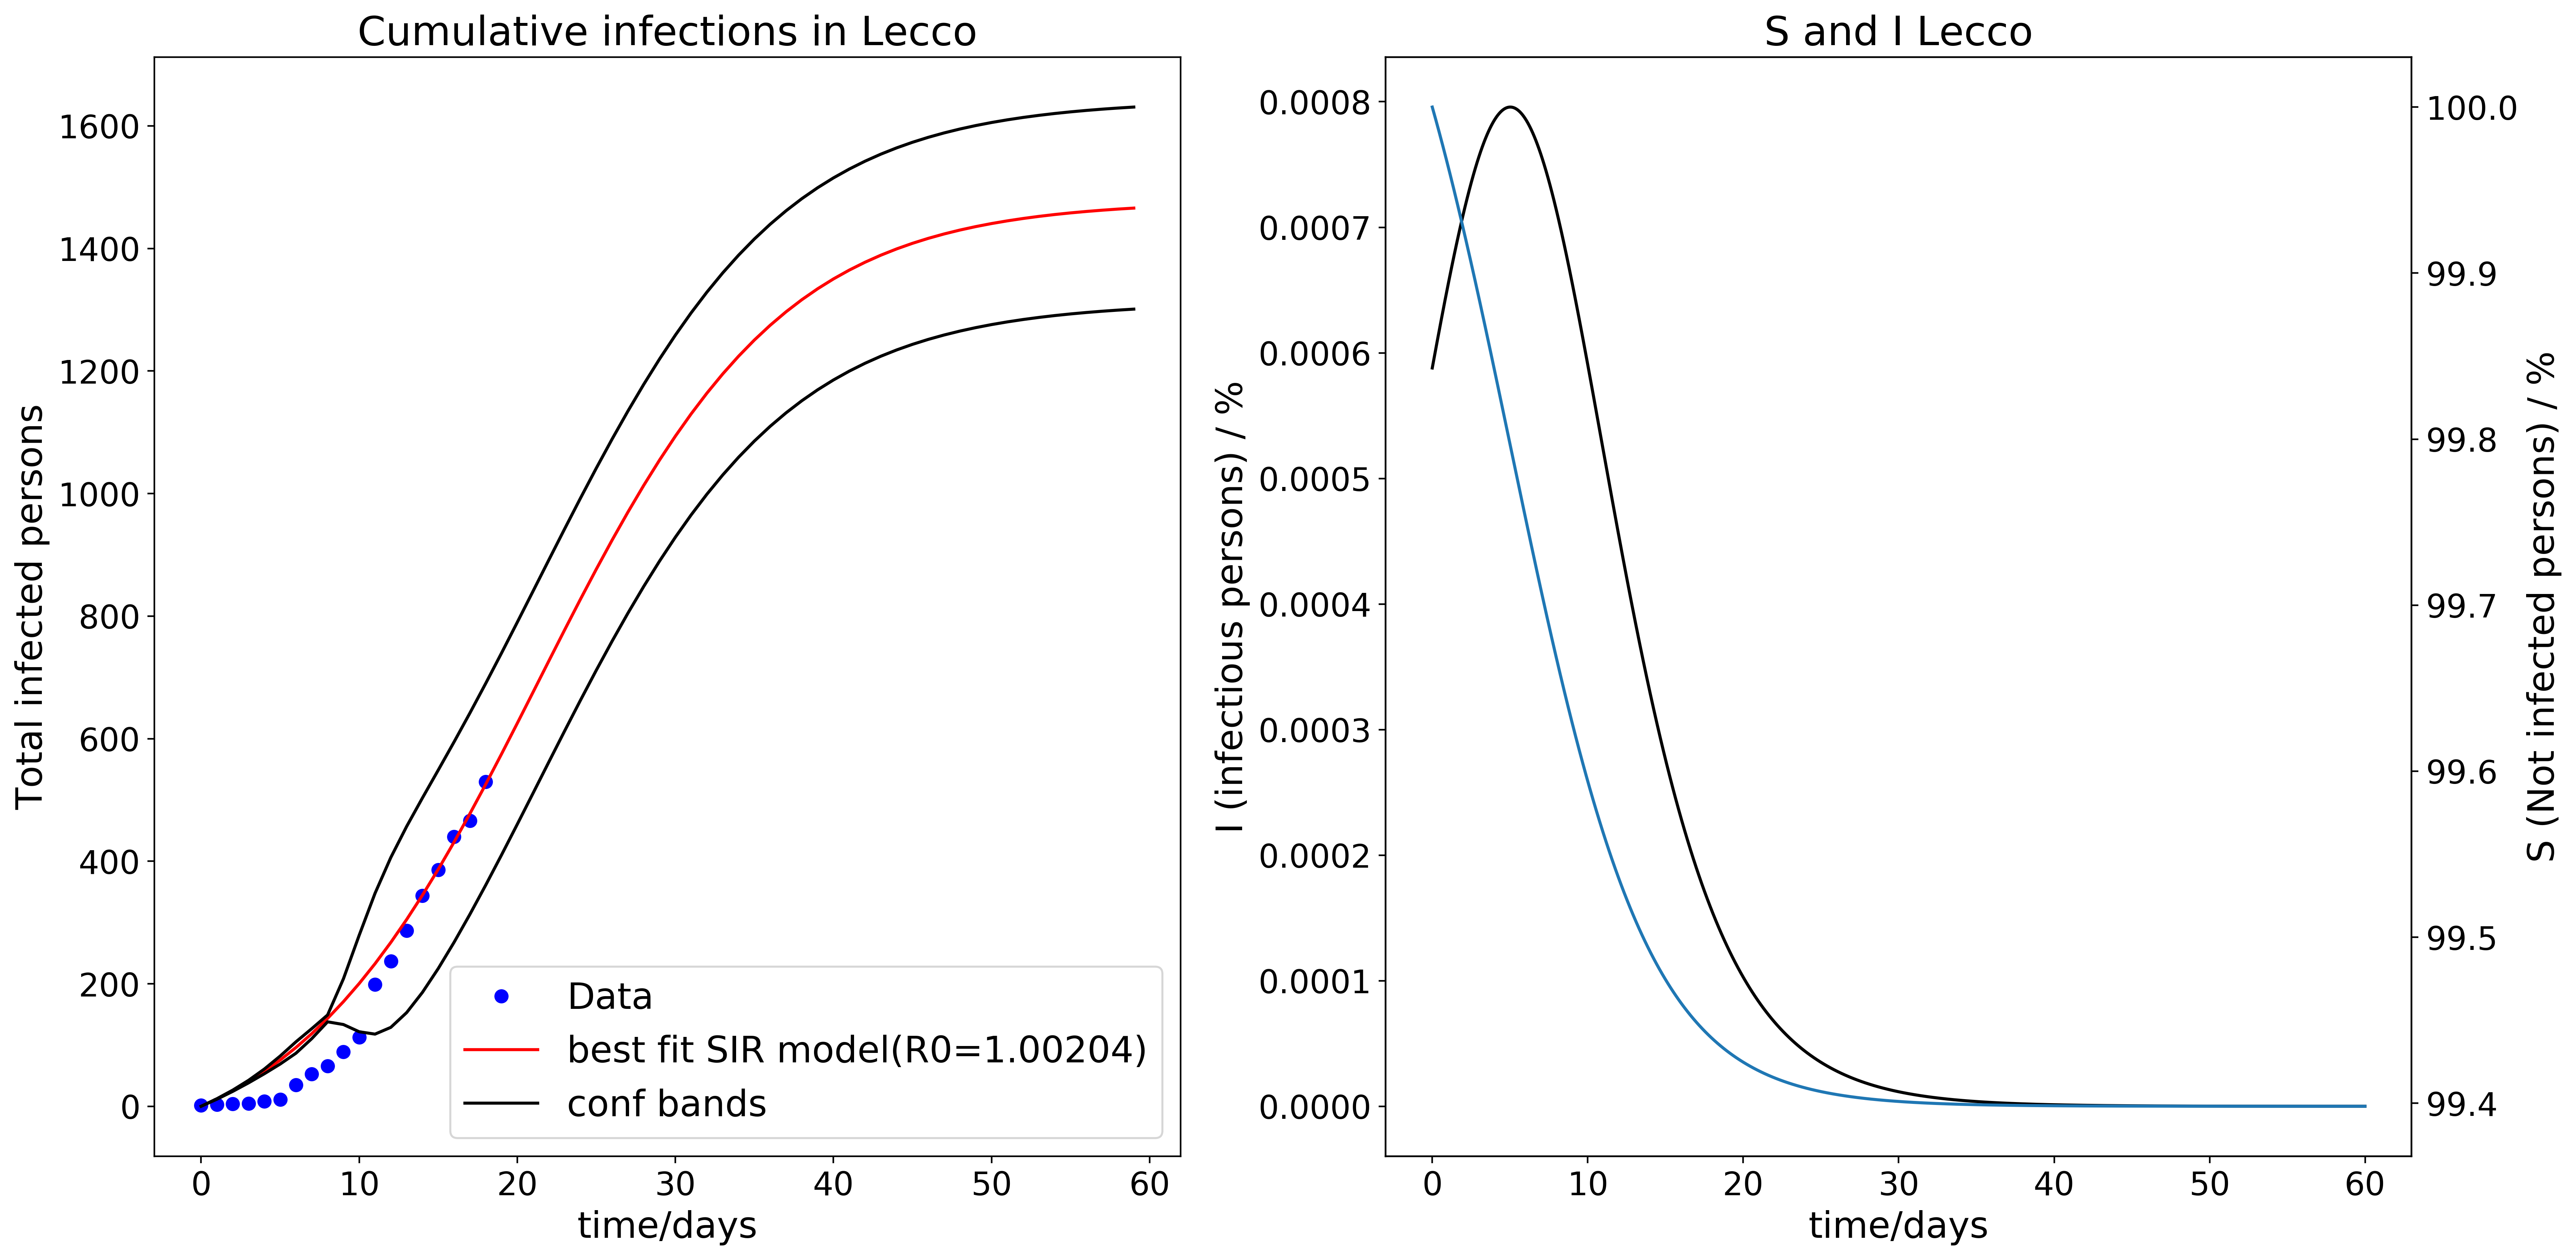 Cumulative infections in Lecco
Total infected persons
1600
1400
1200
1000
800
600
400
200
0
0 10 20 30 40 50 60
time/days
Data
best fit SIR model(R0=1.00204)
conf bands
S and I Lecco
I (infectious persons) / %
0.0008
0.0007
0.0006
0.0005
0.0004
0.0003
0.0002
0.0001
0.0000
0 10 20 30 40 50 60
time/days
100.0
99.9
99.8
99.7
99.6
99.5
99.4
S (Not infected persons) / %